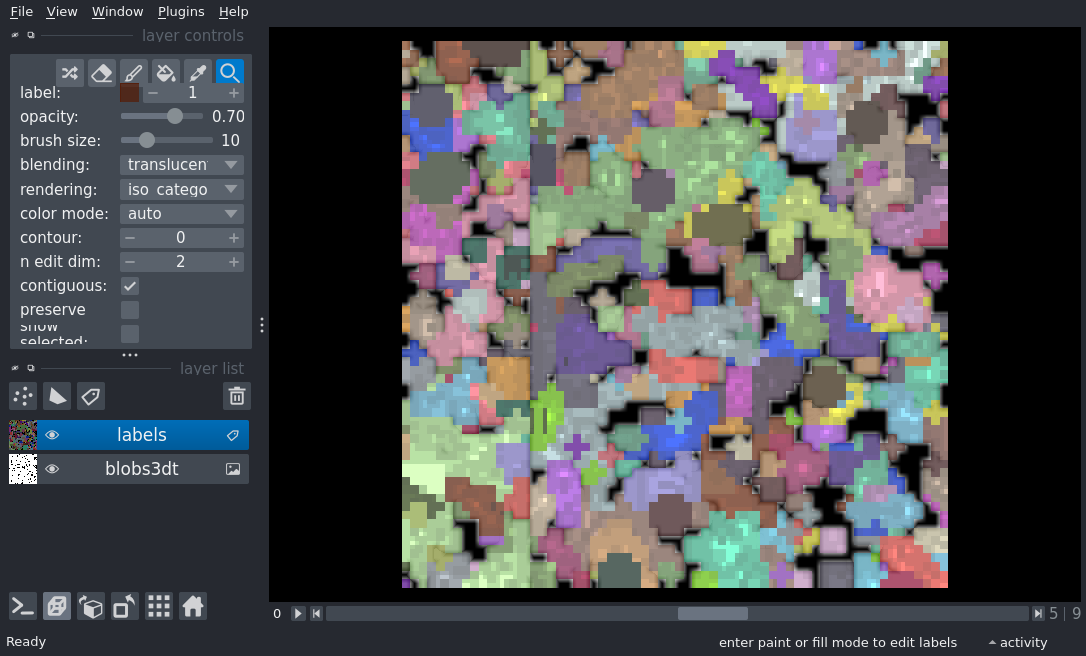 File View Window Plugins Help
layer controls
label: 1
opacity: 0.70
brush size: 10
blending: translucen
rendering: iso_catego
color mode: auto
contour: 0
n edit dim: 2
contiguous:
preserve
show
selected:
layer list
labels
blobs3dt
0 5 | 9
Ready enter paint or fill mode to edit labels activity